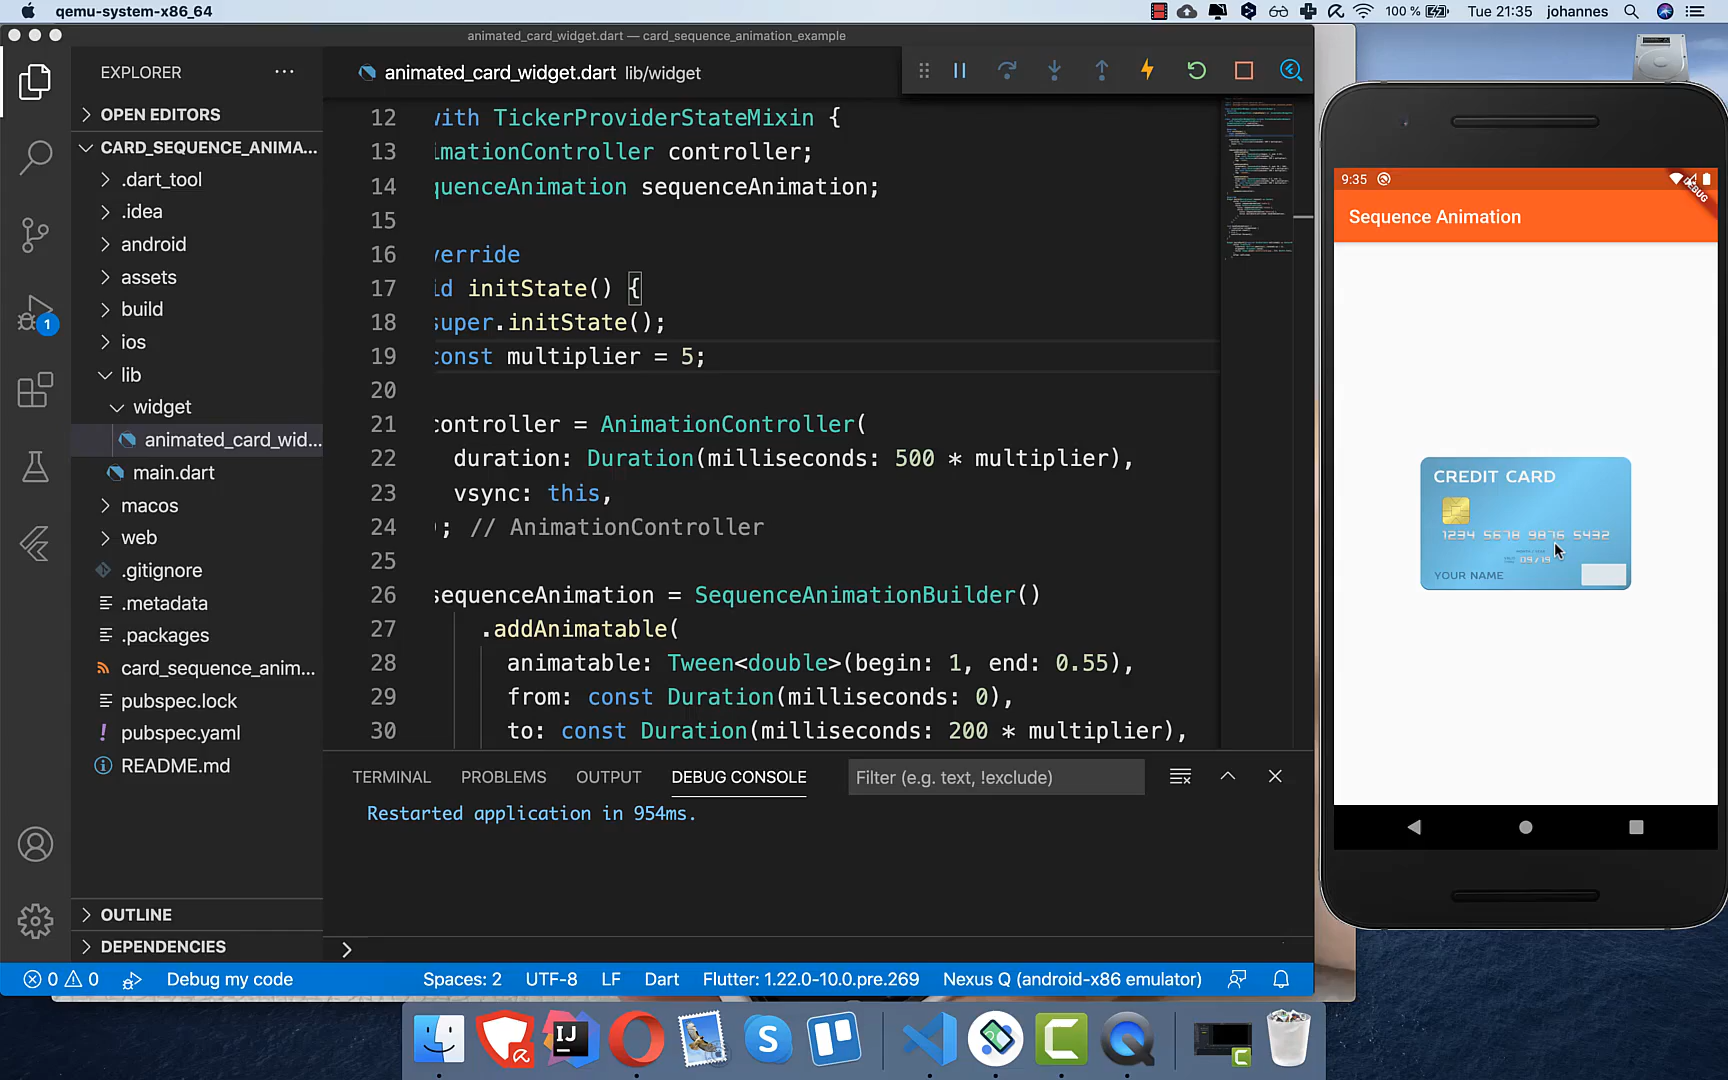 qemu-system-x86_64
100 %
Tue 21:35
johannes
animated_card_widget.dart — card_sequence_animation_example
EXPLORER
OPEN EDITORS
CARD_SEQUENCE_ANIMA...
.dart_tool
.idea
android
assets
build
ios
lib
widget
animated_card_wid...
main.dart
macos
web
.gitignore
.metadata
.packages
card_sequence_anim...
pubspec.lock
pubspec.yaml
README.md
OUTLINE
DEPENDENCIES
1
animated_card_widget.dart lib/widget
12 with TickerProviderStateMixin {
13 imationController controller;
14 quenceAnimation sequenceAnimation;
15
16 verride
17 id initState() {
18 super.initState();
19 const multiplier = 5;
20
21 controller = AnimationController(
22 duration: Duration(milliseconds: 500 * multiplier),
23 vsync: this,
24 ); // AnimationController
25
26 sequenceAnimation = SequenceAnimationBuilder()
27 .addAnimatable(
28 animatable: Tween<double>(begin: 1, end: 0.55),
29 from: const Duration(milliseconds: 0),
30 to: const Duration(milliseconds: 200 * multiplier),
TERMINAL PROBLEMS OUTPUT DEBUG CONSOLE Filter (e.g. text, !exclude)
Restarted application in 954ms.
0 0 Debug my code Spaces: 2 UTF-8 LF Dart Flutter: 1.22.0-10.0.pre.269 Nexus Q (android-x86 emulator)
9:35
DEBUG
Sequence Animation
CREDIT CARD
1234 5678 9876 5432
09/19
YOUR NAME
IJ